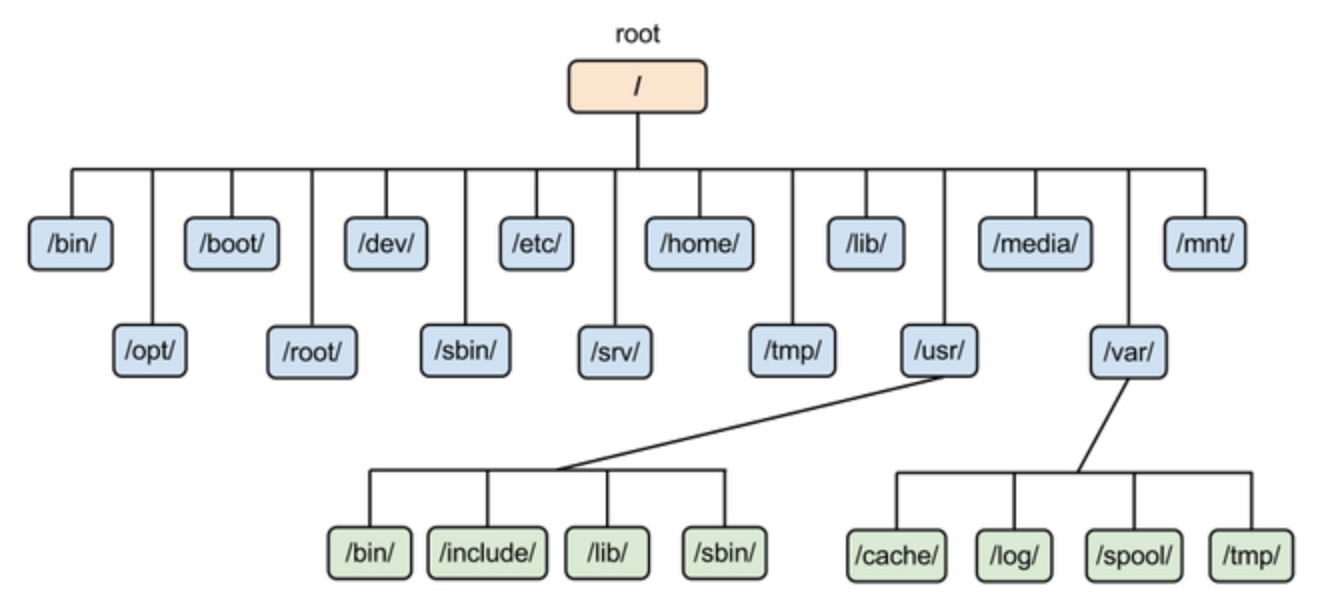 root
/
/bin/
/boot/
/dev/
/etc/
/home/
/lib/
/media/
/mnt/
/opt/
/root/
/sbin/
/srv/
/tmp/
/usr/
/var/
/bin/
/include/
/lib/
/sbin/
/cache/
/log/
/spool/
/tmp/